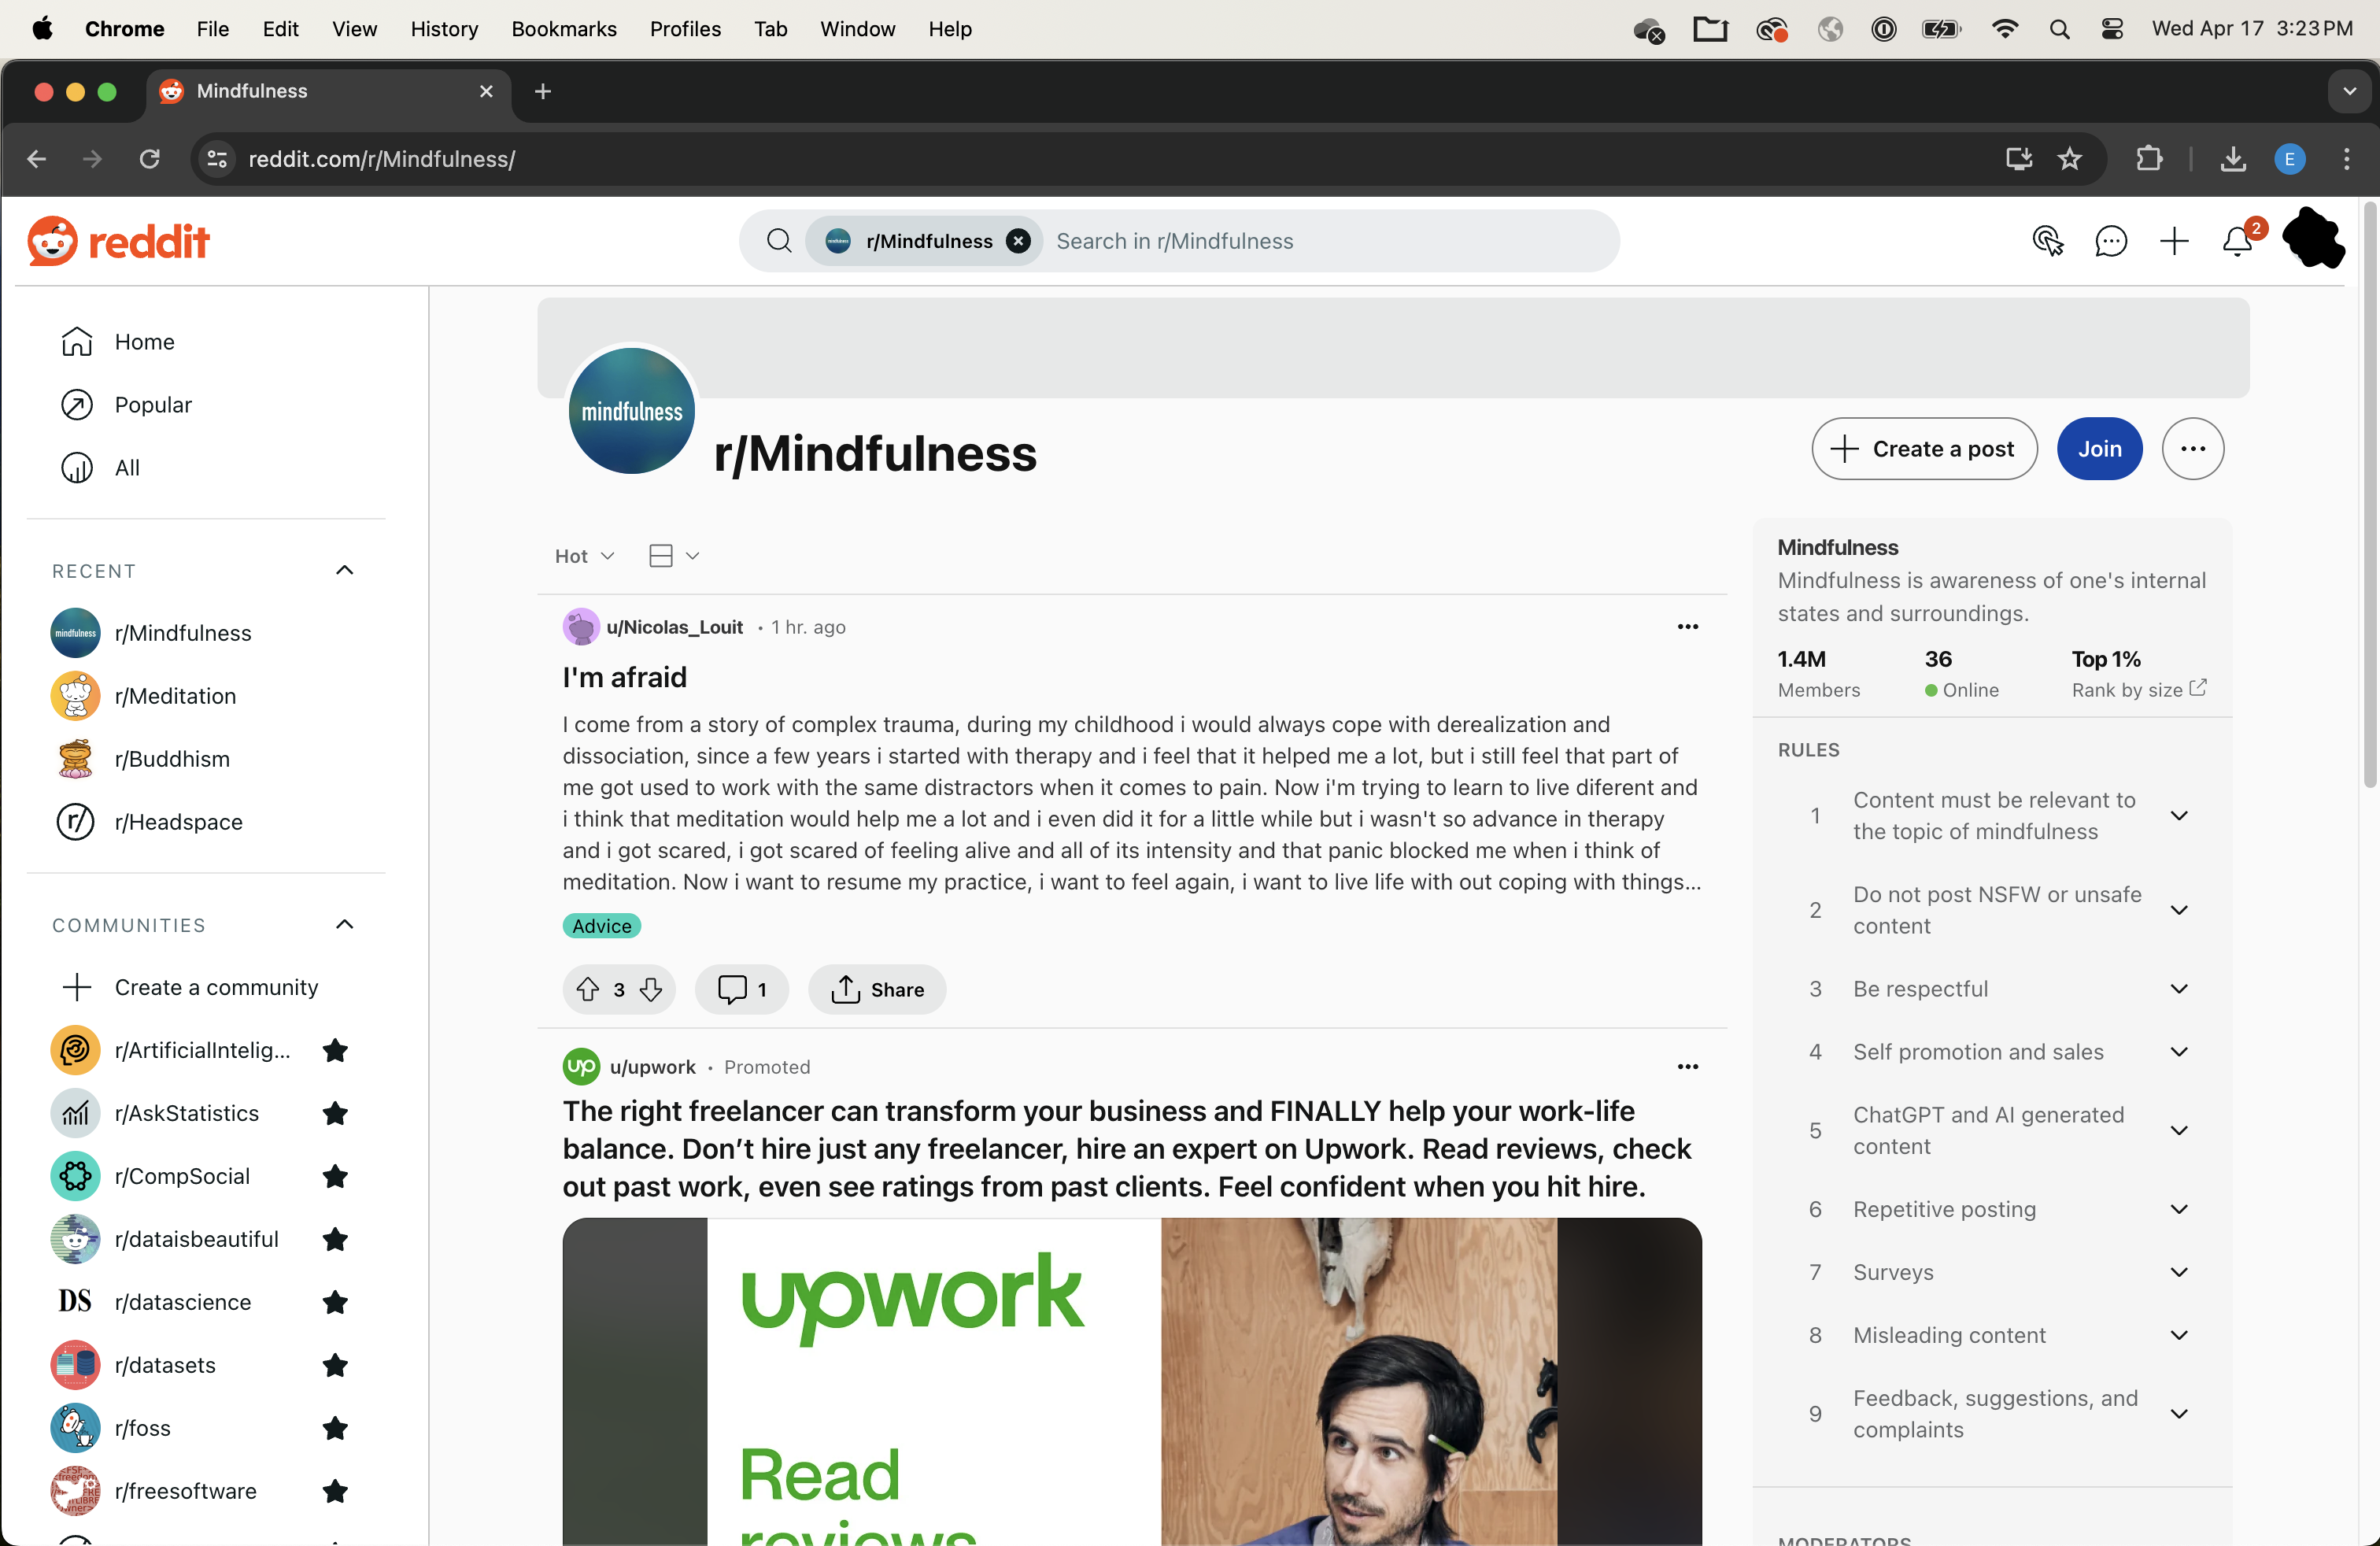 Chrome File Edit View History Bookmarks Profiles Tab Window Help Wed Apr 17 3:23 PM
Mindfulness
reddit.com/r/Mindfulness/
E
reddit
r/Mindfulness Search in r/Mindfulness
2
Home
Popular
All
RECENT
mindfulness r/Mindfulness
r/Meditation
r/Buddhism
r/ r/Headspace
COMMUNITIES
Create a community
r/ArtificialIntelig...
r/AskStatistics
r/CompSocial
r/dataisbeautiful
DS r/datascience
r/datasets
r/foss
r/freesoftware
mindfulness
r/Mindfulness
Create a post Join
Hot
u/Nicolas_Louit • 1 hr. ago
I'm afraid
I come from a story of complex trauma, during my childhood i would always cope with derealization and
dissociation, since a few years i started with therapy and i feel that it helped me a lot, but i still feel that part of
me got used to work with the same distractors when it comes to pain. Now i'm trying to learn to live diferent and
i think that meditation would help me a lot and i even did it for a little while but i wasn't so advance in therapy
and i got scared, i got scared of feeling alive and all of its intensity and that panic blocked me when i think of
meditation. Now i want to resume my practice, i want to feel again, i want to live life with out coping with things...
Advice
3 1 Share
up u/upwork • Promoted
The right freelancer can transform your business and FINALLY help your work-life
balance. Don’t hire just any freelancer, hire an expert on Upwork. Read reviews, check
out past work, even see ratings from past clients. Feel confident when you hit hire.
upwork
Read
reviews
Mindfulness
Mindfulness is awareness of one's internal
states and surroundings.
1.4M 36 Top 1%
Members Online Rank by size
RULES
1 Content must be relevant to
the topic of mindfulness
2 Do not post NSFW or unsafe
content
3 Be respectful
4 Self promotion and sales
5 ChatGPT and AI generated
content
6 Repetitive posting
7 Surveys
8 Misleading content
9 Feedback, suggestions, and
complaints
MODERATORS